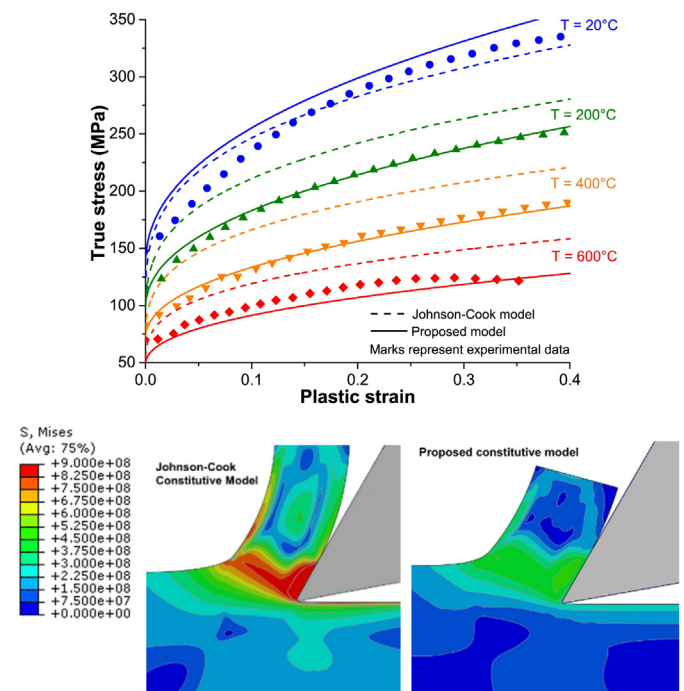 350
300
250
200
150
100
50
True stress (MPa)
T = 20°C
T = 200°C
T = 400°C
T = 600°C
Johnson-Cook model
Proposed model
Marks represent experimental data
0.0 0.1 0.2 0.3 0.4
Plastic strain
S, Mises
(Avg: 75%)
+9.000e+08
+8.250e+08
+7.500e+08
+6.750e+08
+6.000e+08
+5.250e+08
+4.500e+08
+3.750e+08
+3.000e+08
+2.250e+08
+1.500e+08
+7.500e+07
+0.000e+00
Johnson-Cook
Constitutive Model
Proposed constitutive model